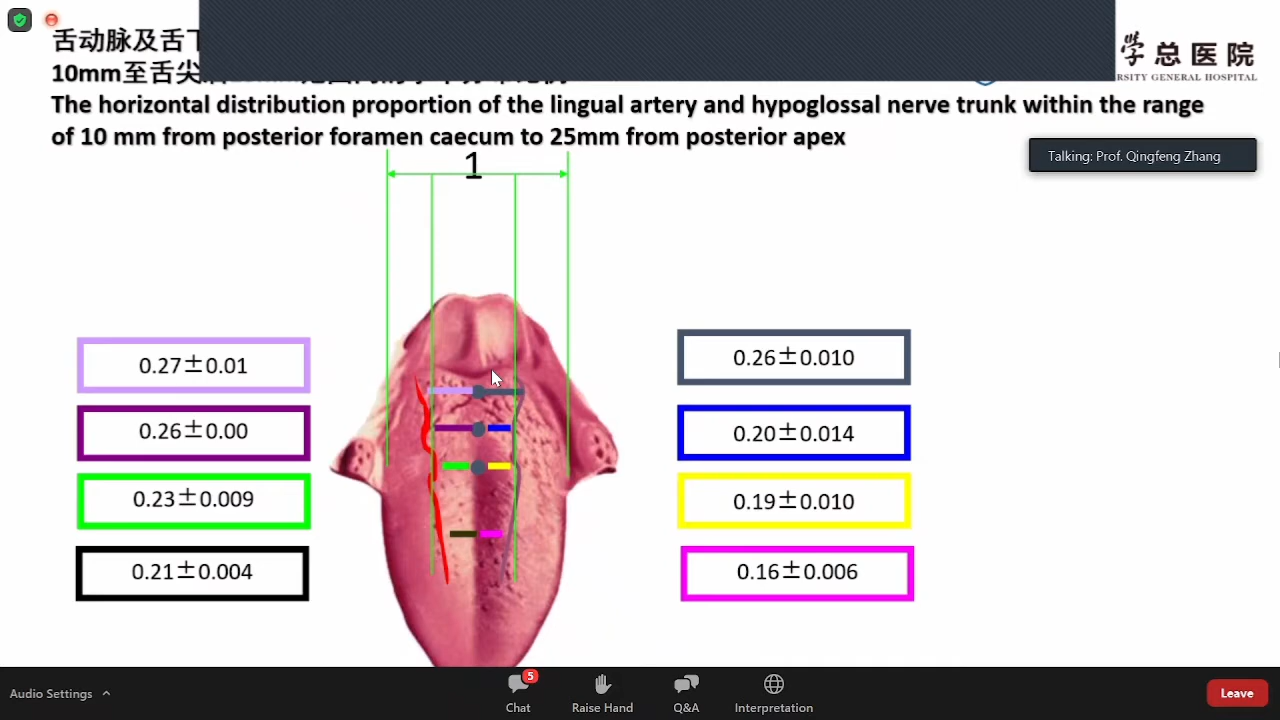 舌动脉及舌
10mm至舌尖
学总医院
RSITY GENERAL HOSPITAL
The horizontal distribution proportion of the lingual artery and hypoglossal nerve trunk within the range
of 10 mm from posterior foramen caecum to 25mm from posterior apex
Talking: Prof. Qingfeng Zhang
1
0.27±0.01
0.26±0.010
0.26±0.00
0.20±0.014
0.23±0.009
0.19±0.010
0.21±0.004
0.16±0.006
Audio Settings
5
Chat
Raise Hand
Q&A
Interpretation
Leave